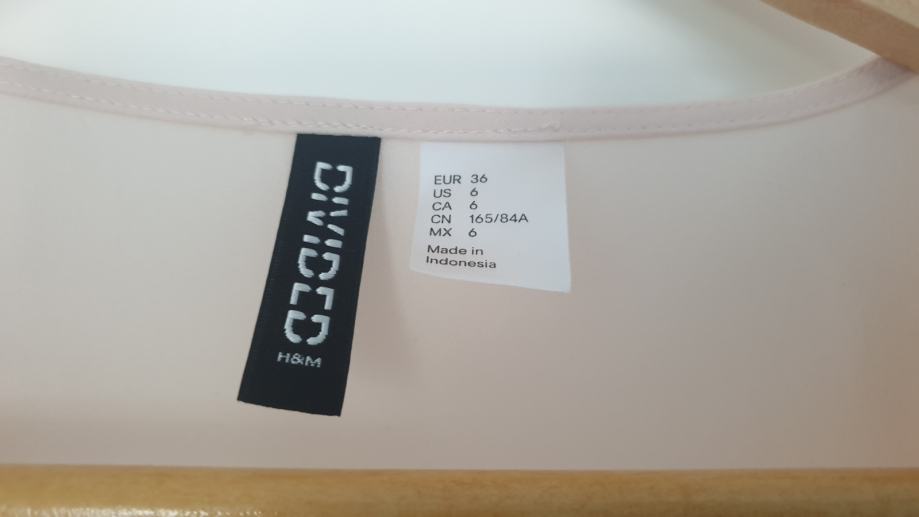 DIVIDED
H&M
EUR 36
US 6
CA 6
CN 165/84A
MX 6
Made in
Indonesia